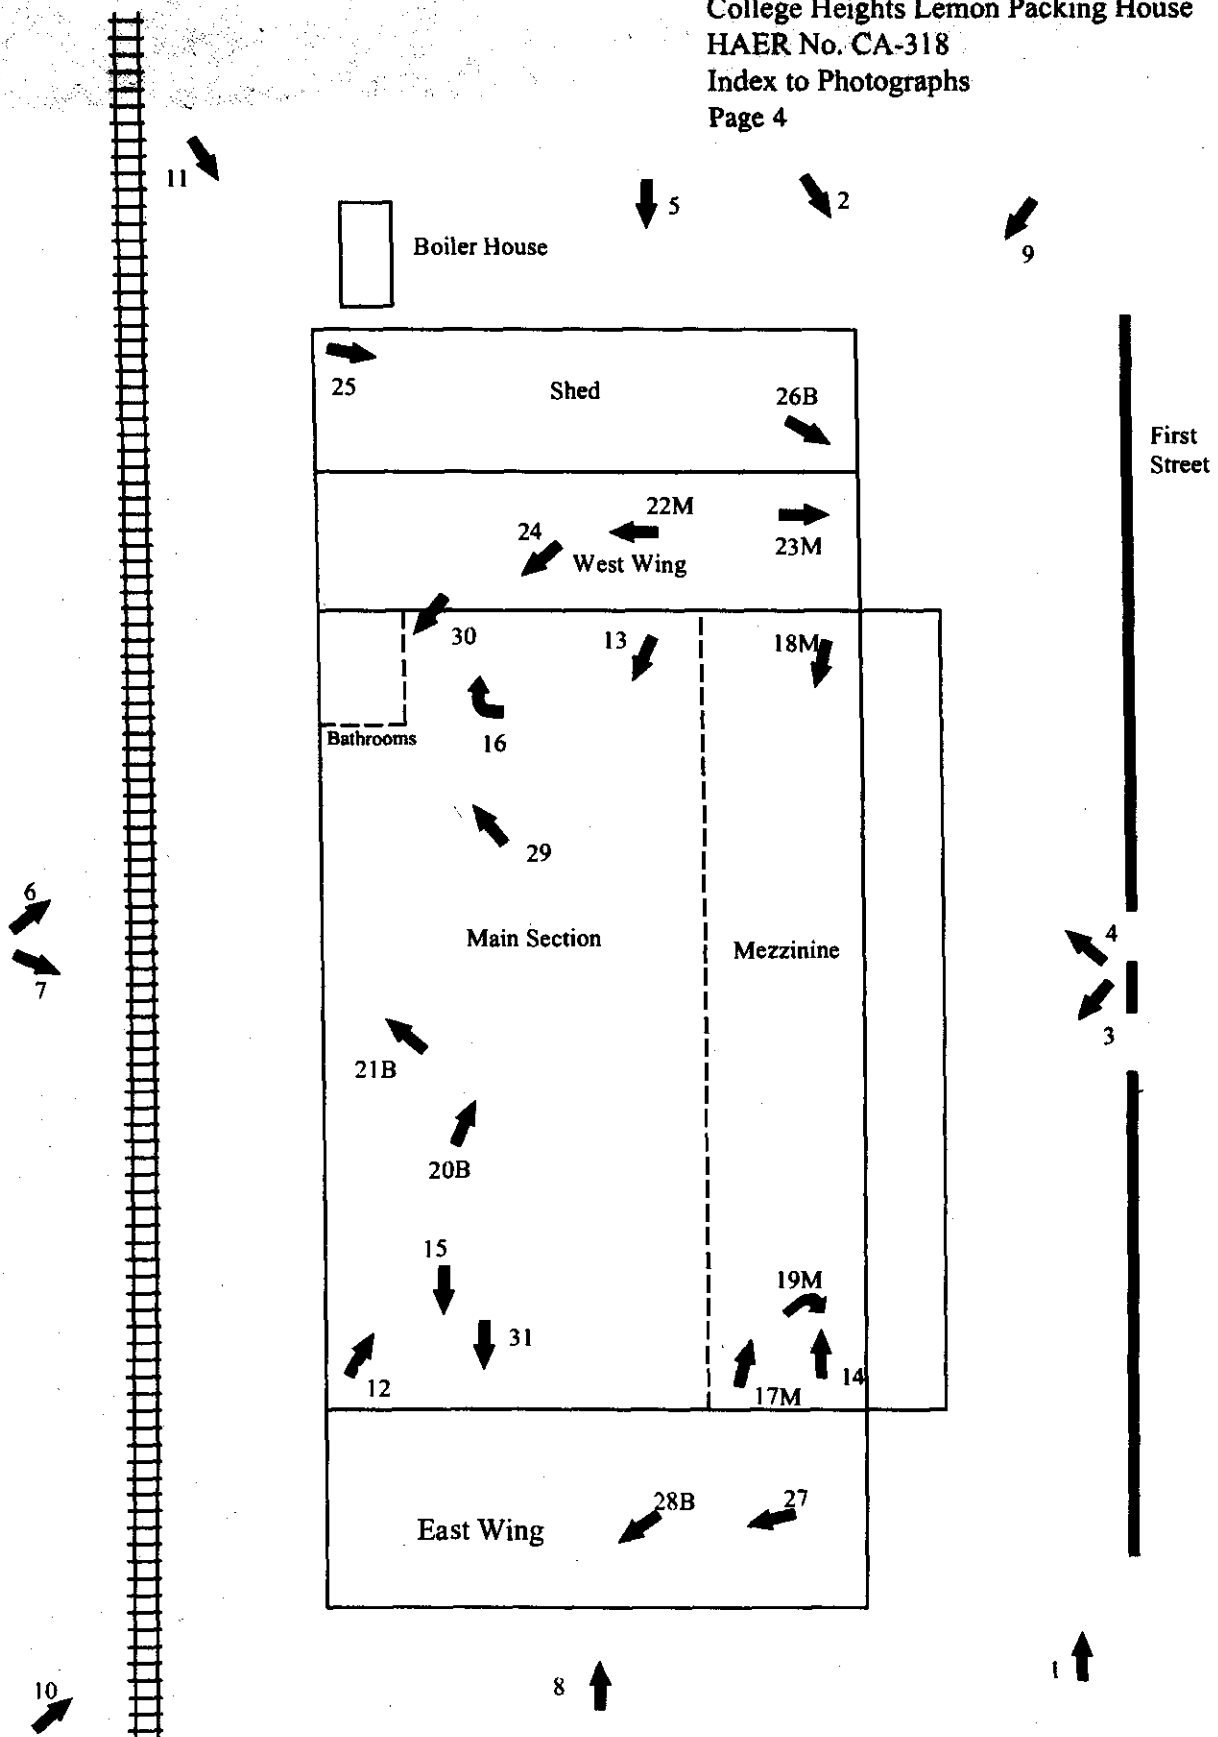 College Heights Lemon Packing House
HAER No. CA-318
Index to Photographs
Page 4
11
5
2
9
Boiler House
25
Shed
26B
First
Street
22M
24
23M
West Wing
30
13
18M
Bathrooms
16
29
6
Main Section
Mezzinine
4
7
3
21B
20B
15
19M
31
12
14
17M
28B
27
East Wing
1
8
10